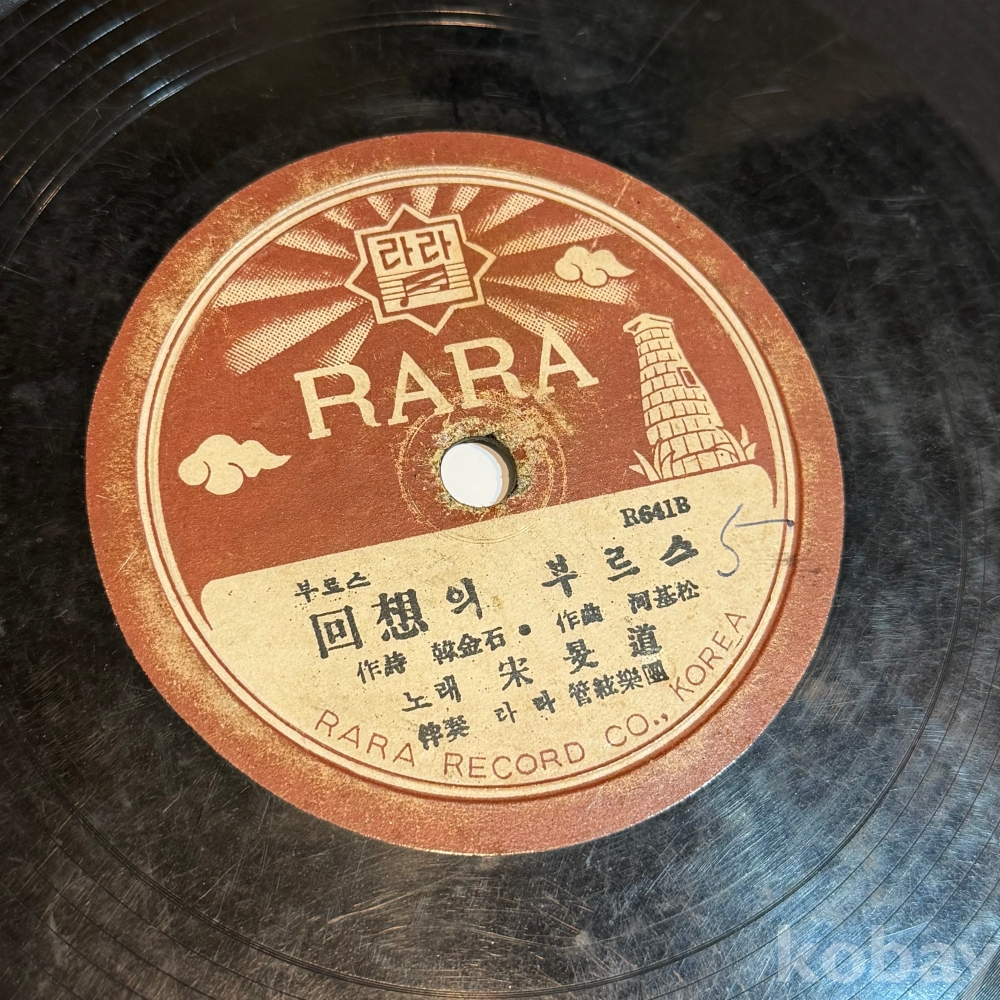 라라
RARA
R641B
5
부르스
回想의 부르스
作詩 韓金石 • 作曲 河基松
노래 宋旻道
伴奏 라라 管絃樂團
RARA RECORD CO., KOREA
kobay